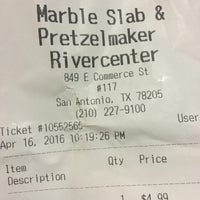 Marble Slab &
Pretzelmaker
Rivercenter
849 E Commerce St
#117
San Antonio, TX 78205
(210) 227-9100
Ticket #10552565
User
Apr 16, 2016 10:19:26 PM
Item Qty Price
Description
1 $4.99